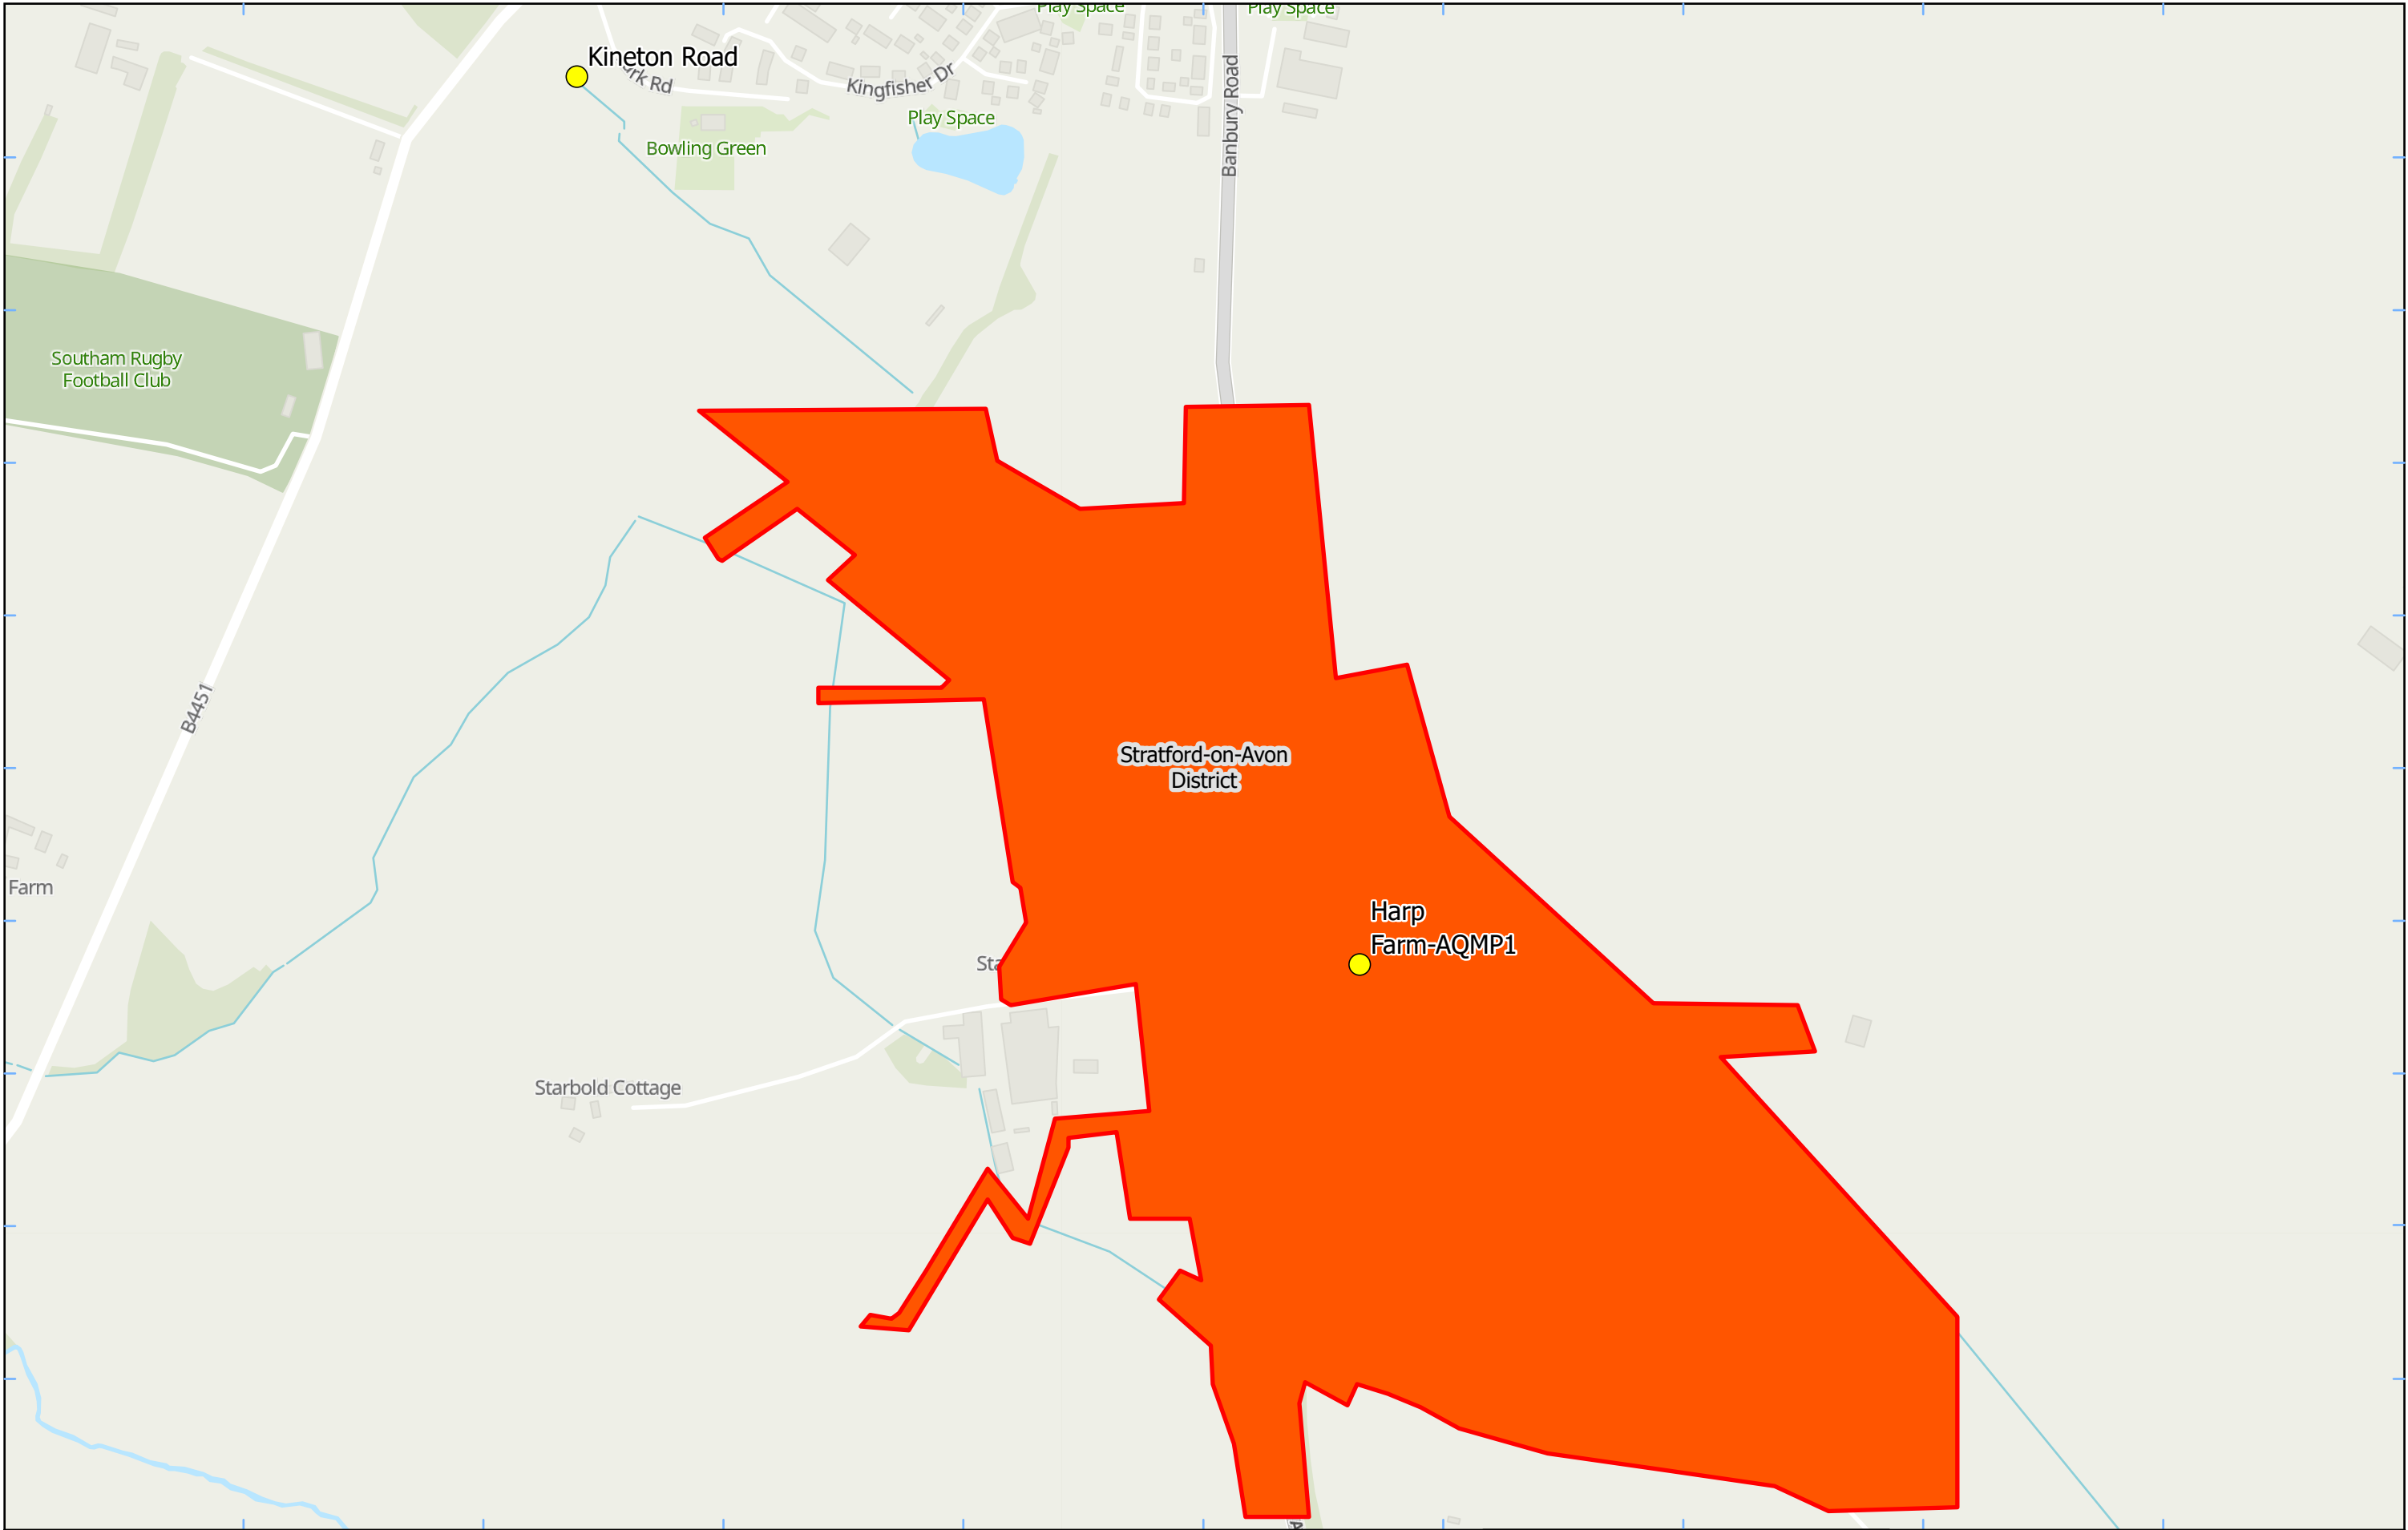 Play Space
Play Space
Kineton Road
Kingfisher Dr
Banbury Road
Play Space
Bowling Green
Southam Rugby
Football Club
B4451
Stratford-on-Avon
District
Farm
Harp
Farm-AQMP1
Starbold Cottage